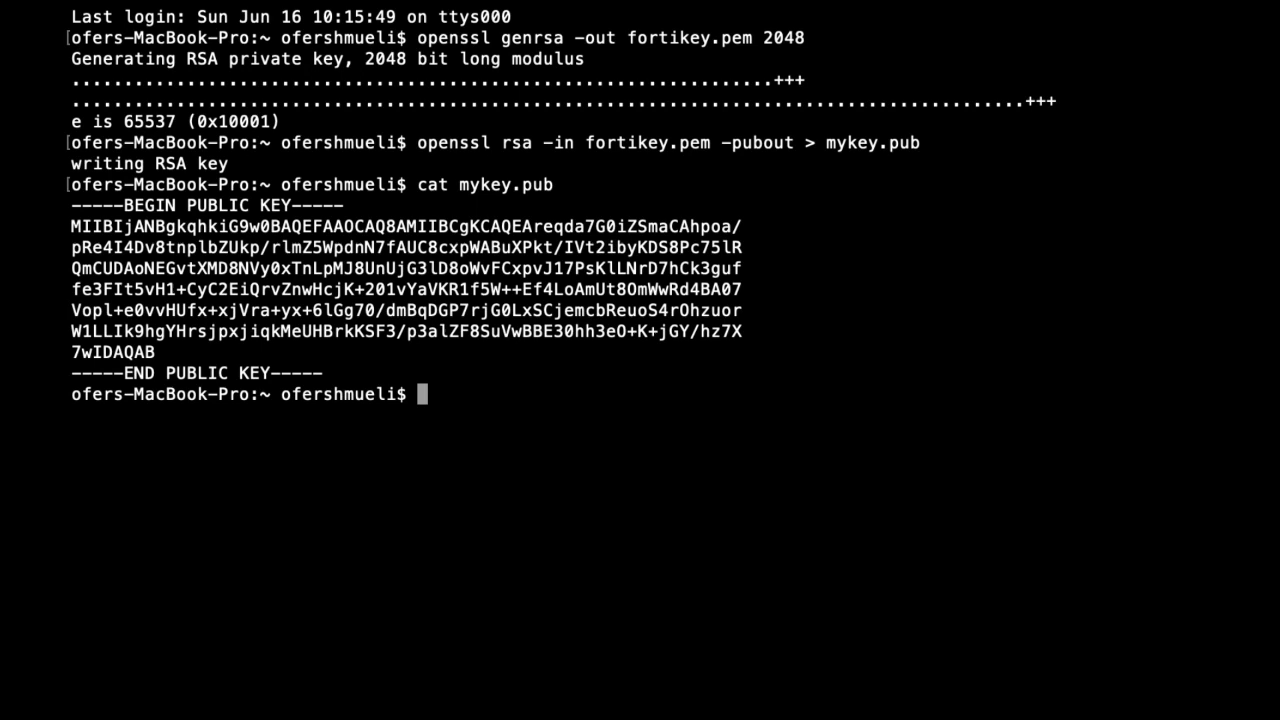 Last login: Sun Jun 16 10:15:49 on ttys000
[ofers-MacBook-Pro:~ ofershmueli$ openssl genrsa -out fortikey.pem 2048
Generating RSA private key, 2048 bit long modulus
...................................................................+++
...........................................................................................+++
e is 65537 (0x10001)
[ofers-MacBook-Pro:~ ofershmueli$ openssl rsa -in fortikey.pem -pubout > mykey.pub
writing RSA key
[ofers-MacBook-Pro:~ ofershmueli$ cat mykey.pub
-----BEGIN PUBLIC KEY-----
MIIBIjANBgkqhkiG9w0BAQEFAAOCAQ8AMIIBCgKCAQEAreqda7G0iZSmaCAhpoa/
pRe4I4Dv8tnplbZUkp/rlmZ5WpdnN7fAUC8cxpWABuXPkt/IVt2ibyKDS8Pc75lR
QmCUDAoNEGvtXMD8NVy0xTnLpMJ8UnUjG3lD8oWvFCxpvJ17PsKlLNrD7hCk3guf
fe3FIt5vH1+CyC2EiQrvZnwHcjK+201vYaVKR1f5W++Ef4LoAmUt8OmWwRd4BA07
Vopl+e0vvHUfx+xjVra+yx+6lGg70/dmBqDGP7rjG0LxSCjemcbReuoS4rOhzuor
W1LLIk9hgYHrsjpxjiqkMeUHBrkKSF3/p3alZF8SuVwBBE30hh3eO+K+jGY/hz7X
7wIDAQAB
-----END PUBLIC KEY-----
ofers-MacBook-Pro:~ ofershmueli$